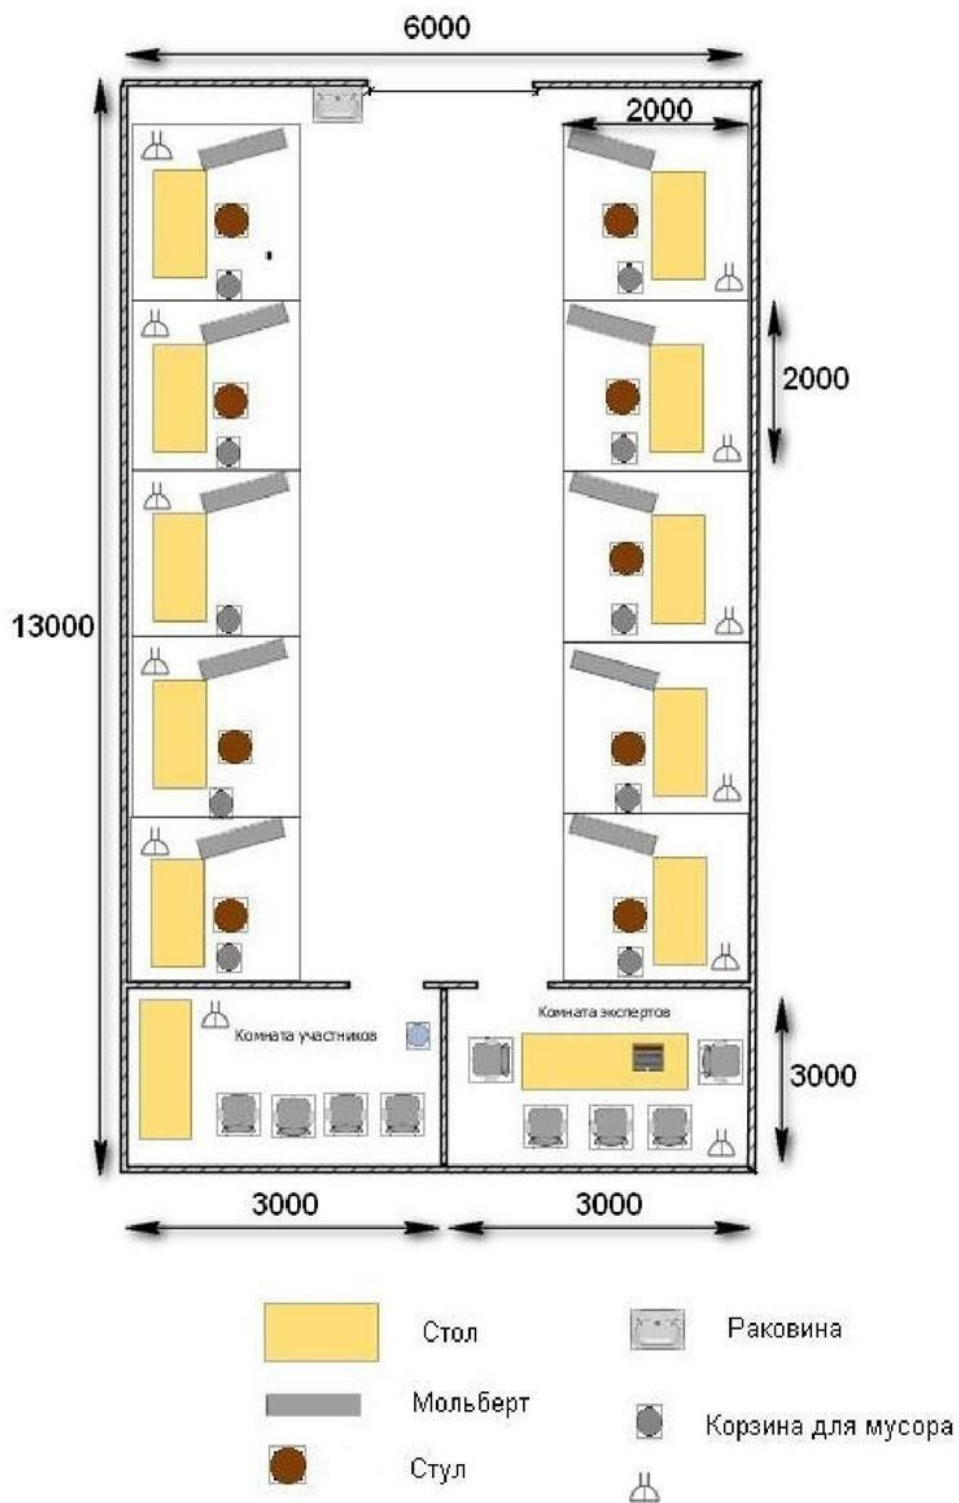 6000
2000
2000
13000
Комната участников
Комната экспертов
3000
3000
3000
Стол
Раковина
Мольберт
Корзина для мусора
Стул